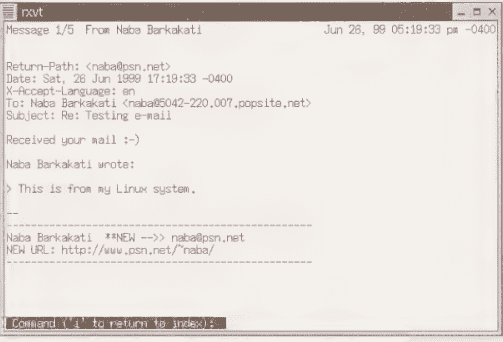 rxvt
Message 1/5 From Naba Barkakati Jun 26, 99 05:19:33 pm -0400
Return-Path: <naba@psn.net>
Date: Sat, 26 Jun 1999 17:19:33 -0400
X-Accept-Language: en
To: Naba Barkakati <naba@5042-220.007.popsite.net>
Subject: Re: Testing e-mail
Received your mail :-)
Naba Barkakati wrote:
> This is from my Linux system.
--
--------------------------------------------------
Naba Barkakati **NEW -->> naba@psn.net
NEW URL: http://www.psn.net/~naba/
--------------------------------------------------
Command ('i' to return to index):